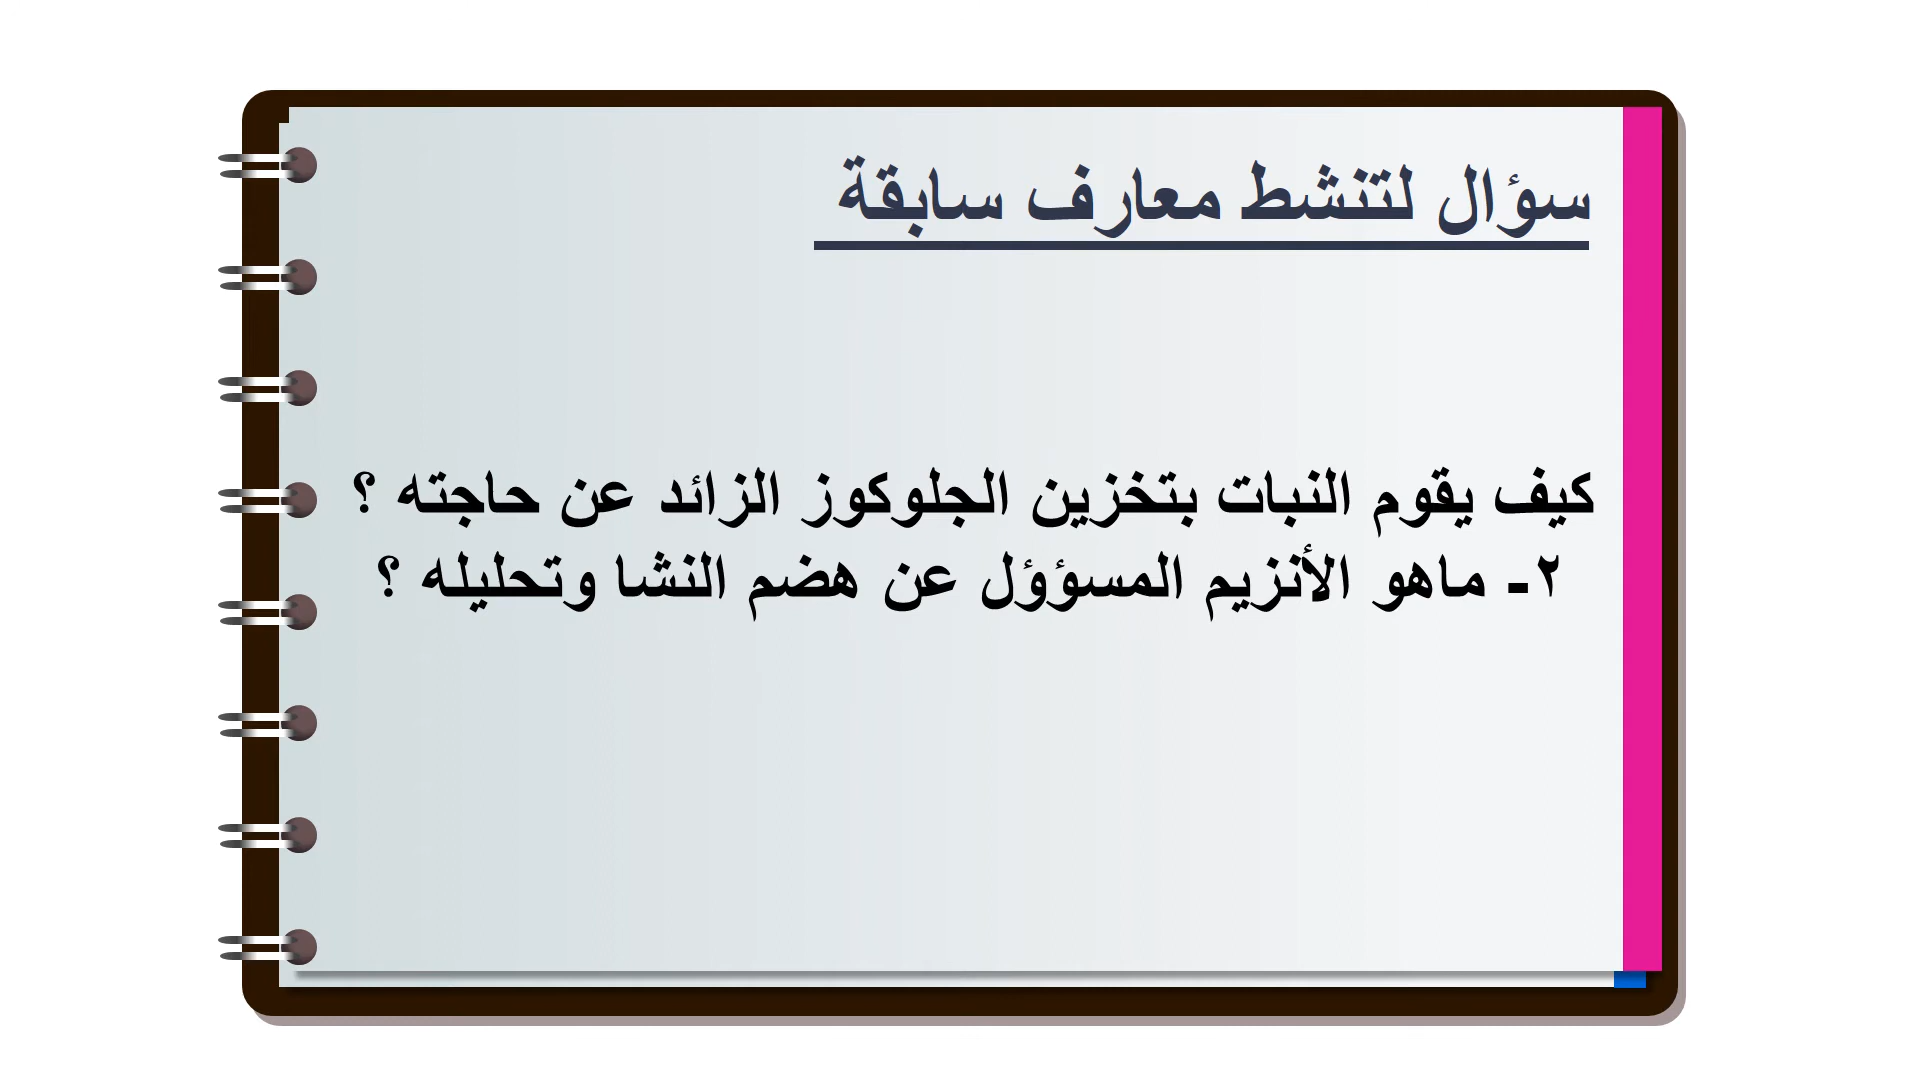 سؤال لتنشط معارف سابقة
كيف يقوم النبات بتخزين الجلوكوز الزائد عن حاجته ؟
٢- ماهو الأنزيم المسؤؤل عن هضم النشا وتحليله ؟